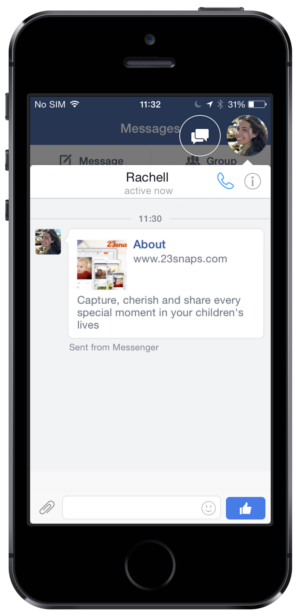 No SIM 11:32 31%
Messages
Message Group
Rachell
active now
11:30
23sna
About
www.23snaps.com
Capture, cherish and share every
special moment in your children's
lives
Sent from Messenger